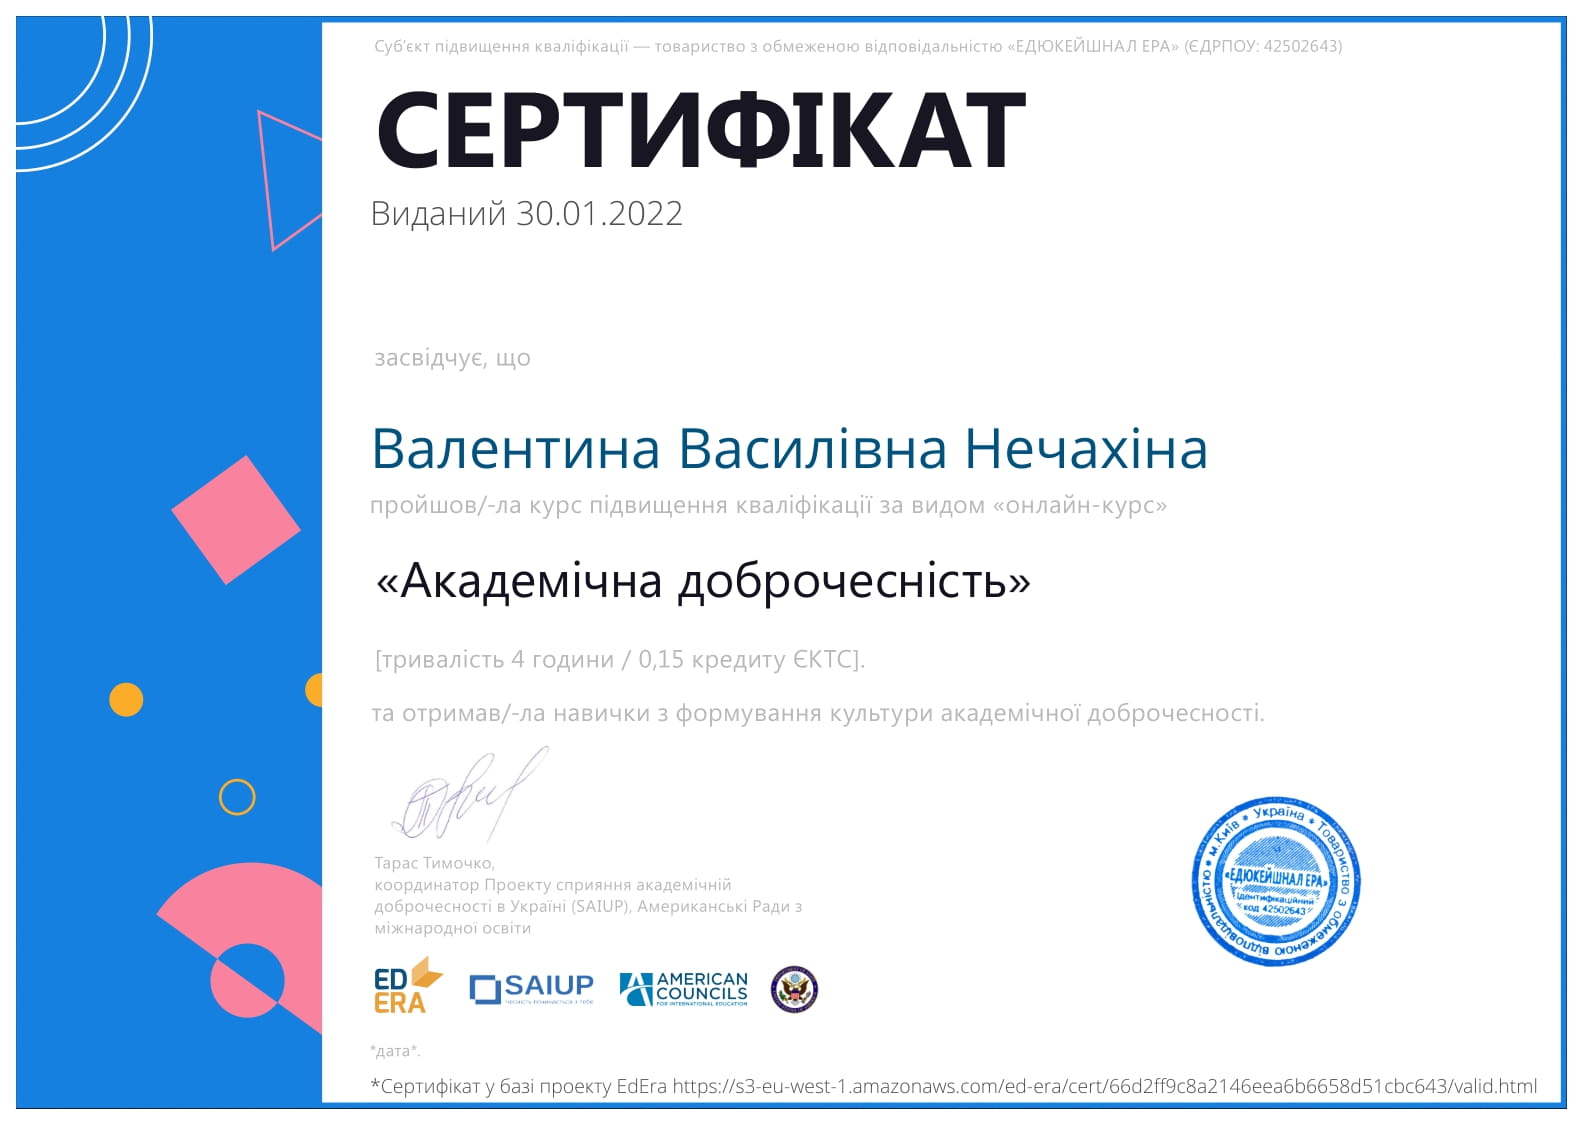 Суб'єкт підвищення кваліфікації — товариство з обмеженою відповідальністю «ЕДЮКЕЙШНАЛ ЕРА» (ЄДРПОУ: 42502643)
СЕРТИФІКАТ
Виданий 30.01.2022
засвідчує, що
Валентина Василівна Нечахіна
пройшов/-ла курс підвищення кваліфікації за видом «онлайн-курс»
«Академічна доброчесність»
[тривалість 4 години / 0,15 кредиту ЄКТС].
та отримав/-ла навички з формування культури академічної доброчесності.
Тарас Тимочко,
координатор Проекту сприяння академічній
доброчесності в Україні (SAIUP), Американські Ради з
міжнародної освіти
м.Київ * Україна * Товариство з обмеженою відповідальністю *
«ЕДЮКЕЙШНАЛ ЕРА»
ідентифікаційний
код 42502643
ED
ERA
SAIUP
чесність починається з тебе
AMERICAN
COUNCILS
FOR INTERNATIONAL EDUCATION
*дата*.
*Сертифікат у базі проекту EdEra https://s3-eu-west-1.amazonaws.com/ed-era/cert/66d2ff9c8a2146eea6b6658d51cbc643/valid.html